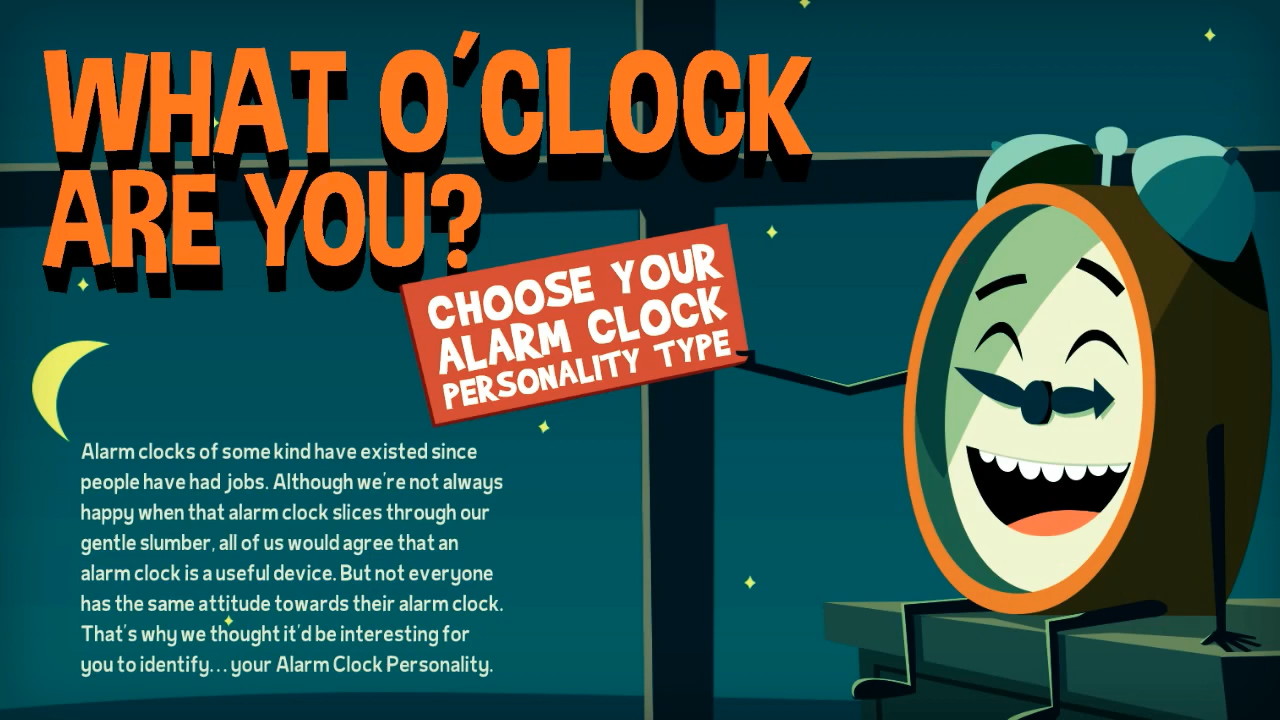 WHAT O'CLOCK
ARE YOU?
CHOOSE YOUR
ALARM CLOCK
PERSONALITY TYPE
Alarm clocks of some kind have existed since
people have had jobs. Although we're not always
happy when that alarm clock slices through our
gentle slumber, all of us would agree that an
alarm clock is a useful device. But not everyone
has the same attitude towards their alarm clock.
That's why we thought it'd be interesting for
you to identify... your Alarm Clock Personality.